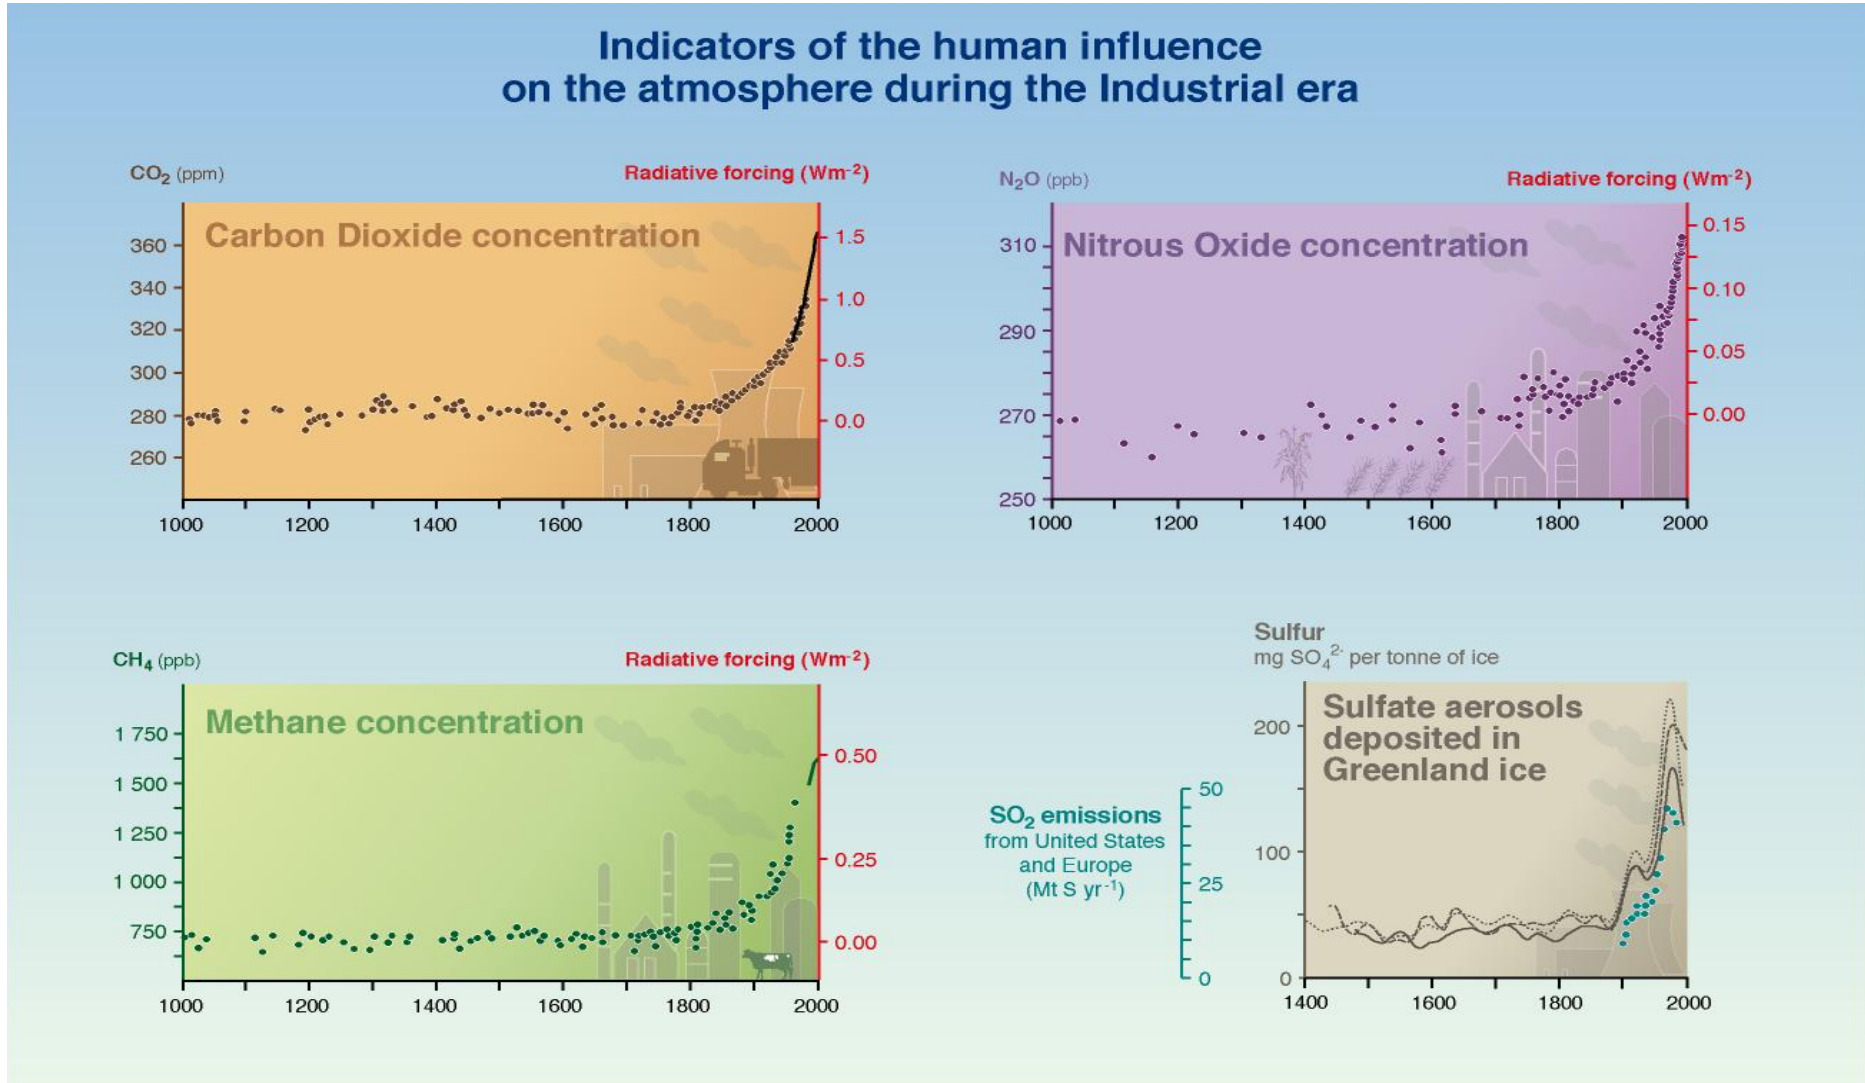 Indicators of the human influence
on the atmosphere during the Industrial era
CO₂ (ppm)
Radiative forcing (Wm⁻²)
Carbon Dioxide concentration
360
340
320
300
280
260
1.5
1.0
0.5
0.0
1000 1200 1400 1600 1800 2000
N₂O (ppb)
Radiative forcing (Wm⁻²)
Nitrous Oxide concentration
310
290
270
250
0.15
0.10
0.05
0.00
1000 1200 1400 1600 1800 2000
CH₄ (ppb)
Radiative forcing (Wm⁻²)
Methane concentration
1 750
1 500
1 250
1 000
750
0.50
0.25
0.00
1000 1200 1400 1600 1800 2000
Sulfur
mg SO₄²⁻ per tonne of ice
Sulfate aerosols
deposited in
Greenland ice
200
100
0
SO₂ emissions
from United States
and Europe
(Mt S yr⁻¹)
50
25
0
1400 1600 1800 2000